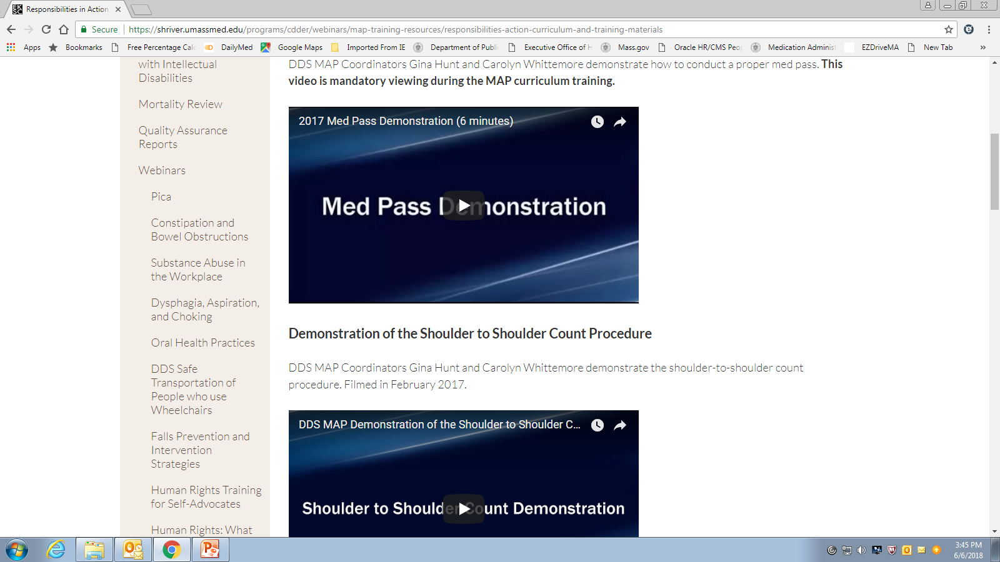 EK
SC
Responsibilities in Action
Secure
https://shriver.umassmed.edu/programs/cdder/webinars/map-training-resources/responsibilities-action-curriculum-and-training-materials
Apps
Bookmarks
Free Percentage Calc
DailyMed
Google Maps
Imported From IE
Department of Public
Executive Office of H
Mass.gov
Oracle HR/CMS Peop
Medication Administ
EZDriveMA
New Tab
»
with Intellectual
Disabilities
Mortality Review
Quality Assurance
Reports
Webinars
Pica
Constipation and
Bowel Obstructions
Substance Abuse in
the Workplace
Dysphagia, Aspiration,
and Choking
Oral Health Practices
DDS Safe
Transportation of
People who use
Wheelchairs
Falls Prevention and
Intervention
Strategies
Human Rights Training
for Self-Advocates
Human Rights: What
DDS MAP Coordinators Gina Hunt and Carolyn Whittemore demonstrate how to conduct a proper med pass. This
video is mandatory viewing during the MAP curriculum training.
2017 Med Pass Demonstration (6 minutes)
Med Pass Demonstration
Demonstration of the Shoulder to Shoulder Count Procedure
DDS MAP Coordinators Gina Hunt and Carolyn Whittemore demonstrate the shoulder-to-shoulder count
procedure. Filmed in February 2017.
DDS MAP Demonstration of the Shoulder to Shoulder C...
Shoulder to Shoulder Count Demonstration
3:45 PM
6/6/2018